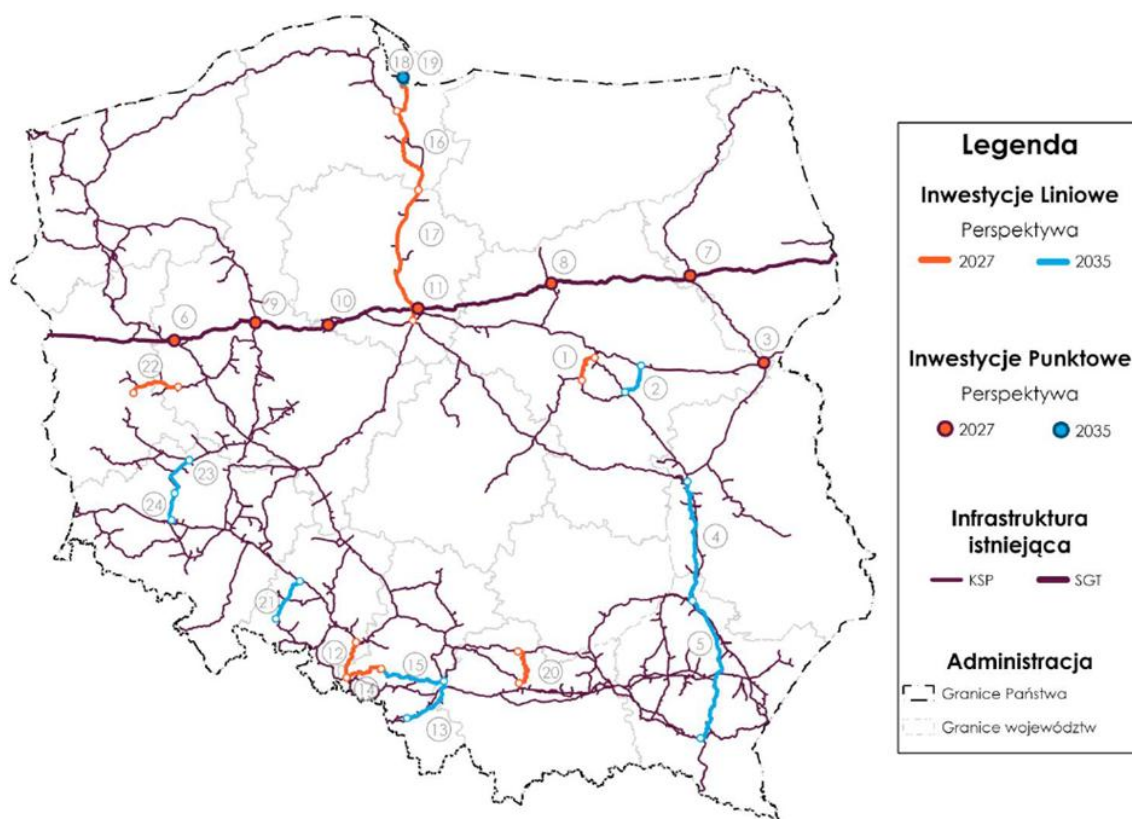 18 19
16
17
8
7
11
10
9
6
3
1
2
22
23
24
4
21
5
12
15
20
14
13
Legenda
Inwestycje Liniowe
Perspektywa
2027 2035
Inwestycje Punktowe
Perspektywa
2027 2035
Infrastruktura
istniejąca
KSP SGT
Administracja
Granice Państwa
Granice województw